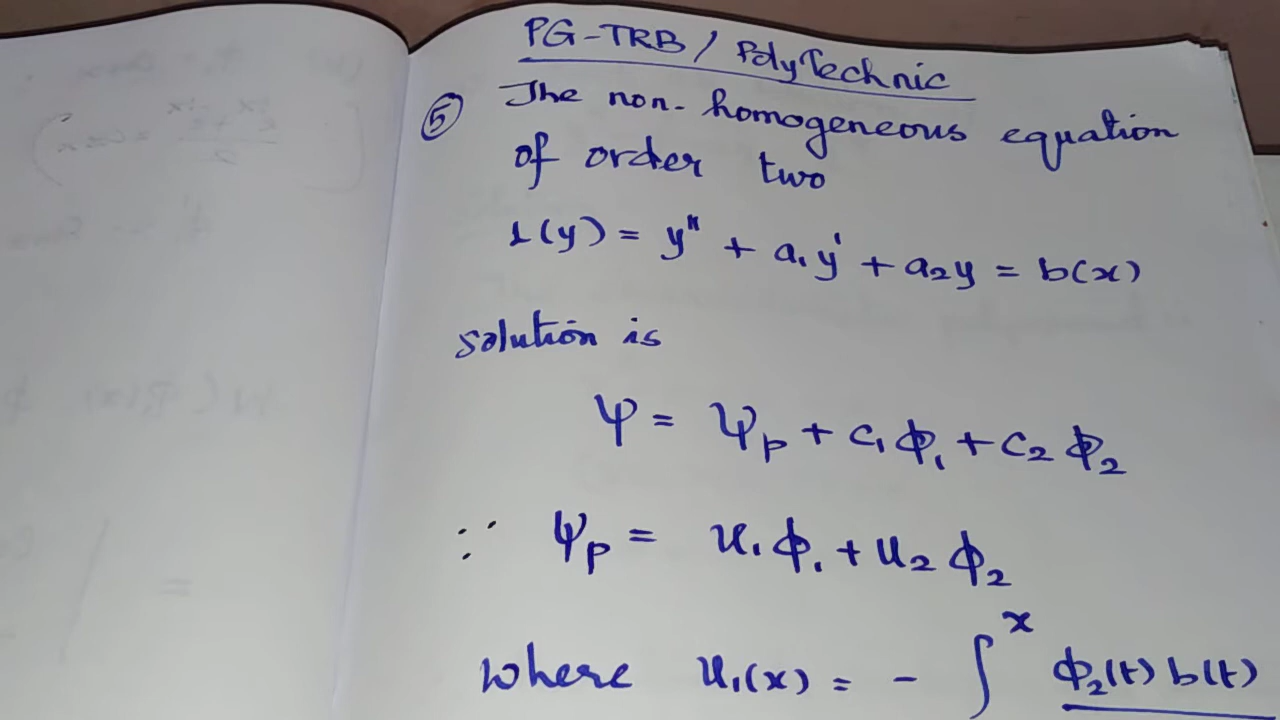 PG-TRB / PolyTechnic
⑤ The non-homogeneous equation
of order two
L(y) = y'' + a₁y' + a₂y = b(x)
solution is
Ψ = Ψₚ + c₁ϕ₁ + c₂ϕ₂
∵ Ψₚ = u₁ϕ₁ + u₂ϕ₂
where u₁(x) = - ∫ˣ ϕ₂(t) b(t)